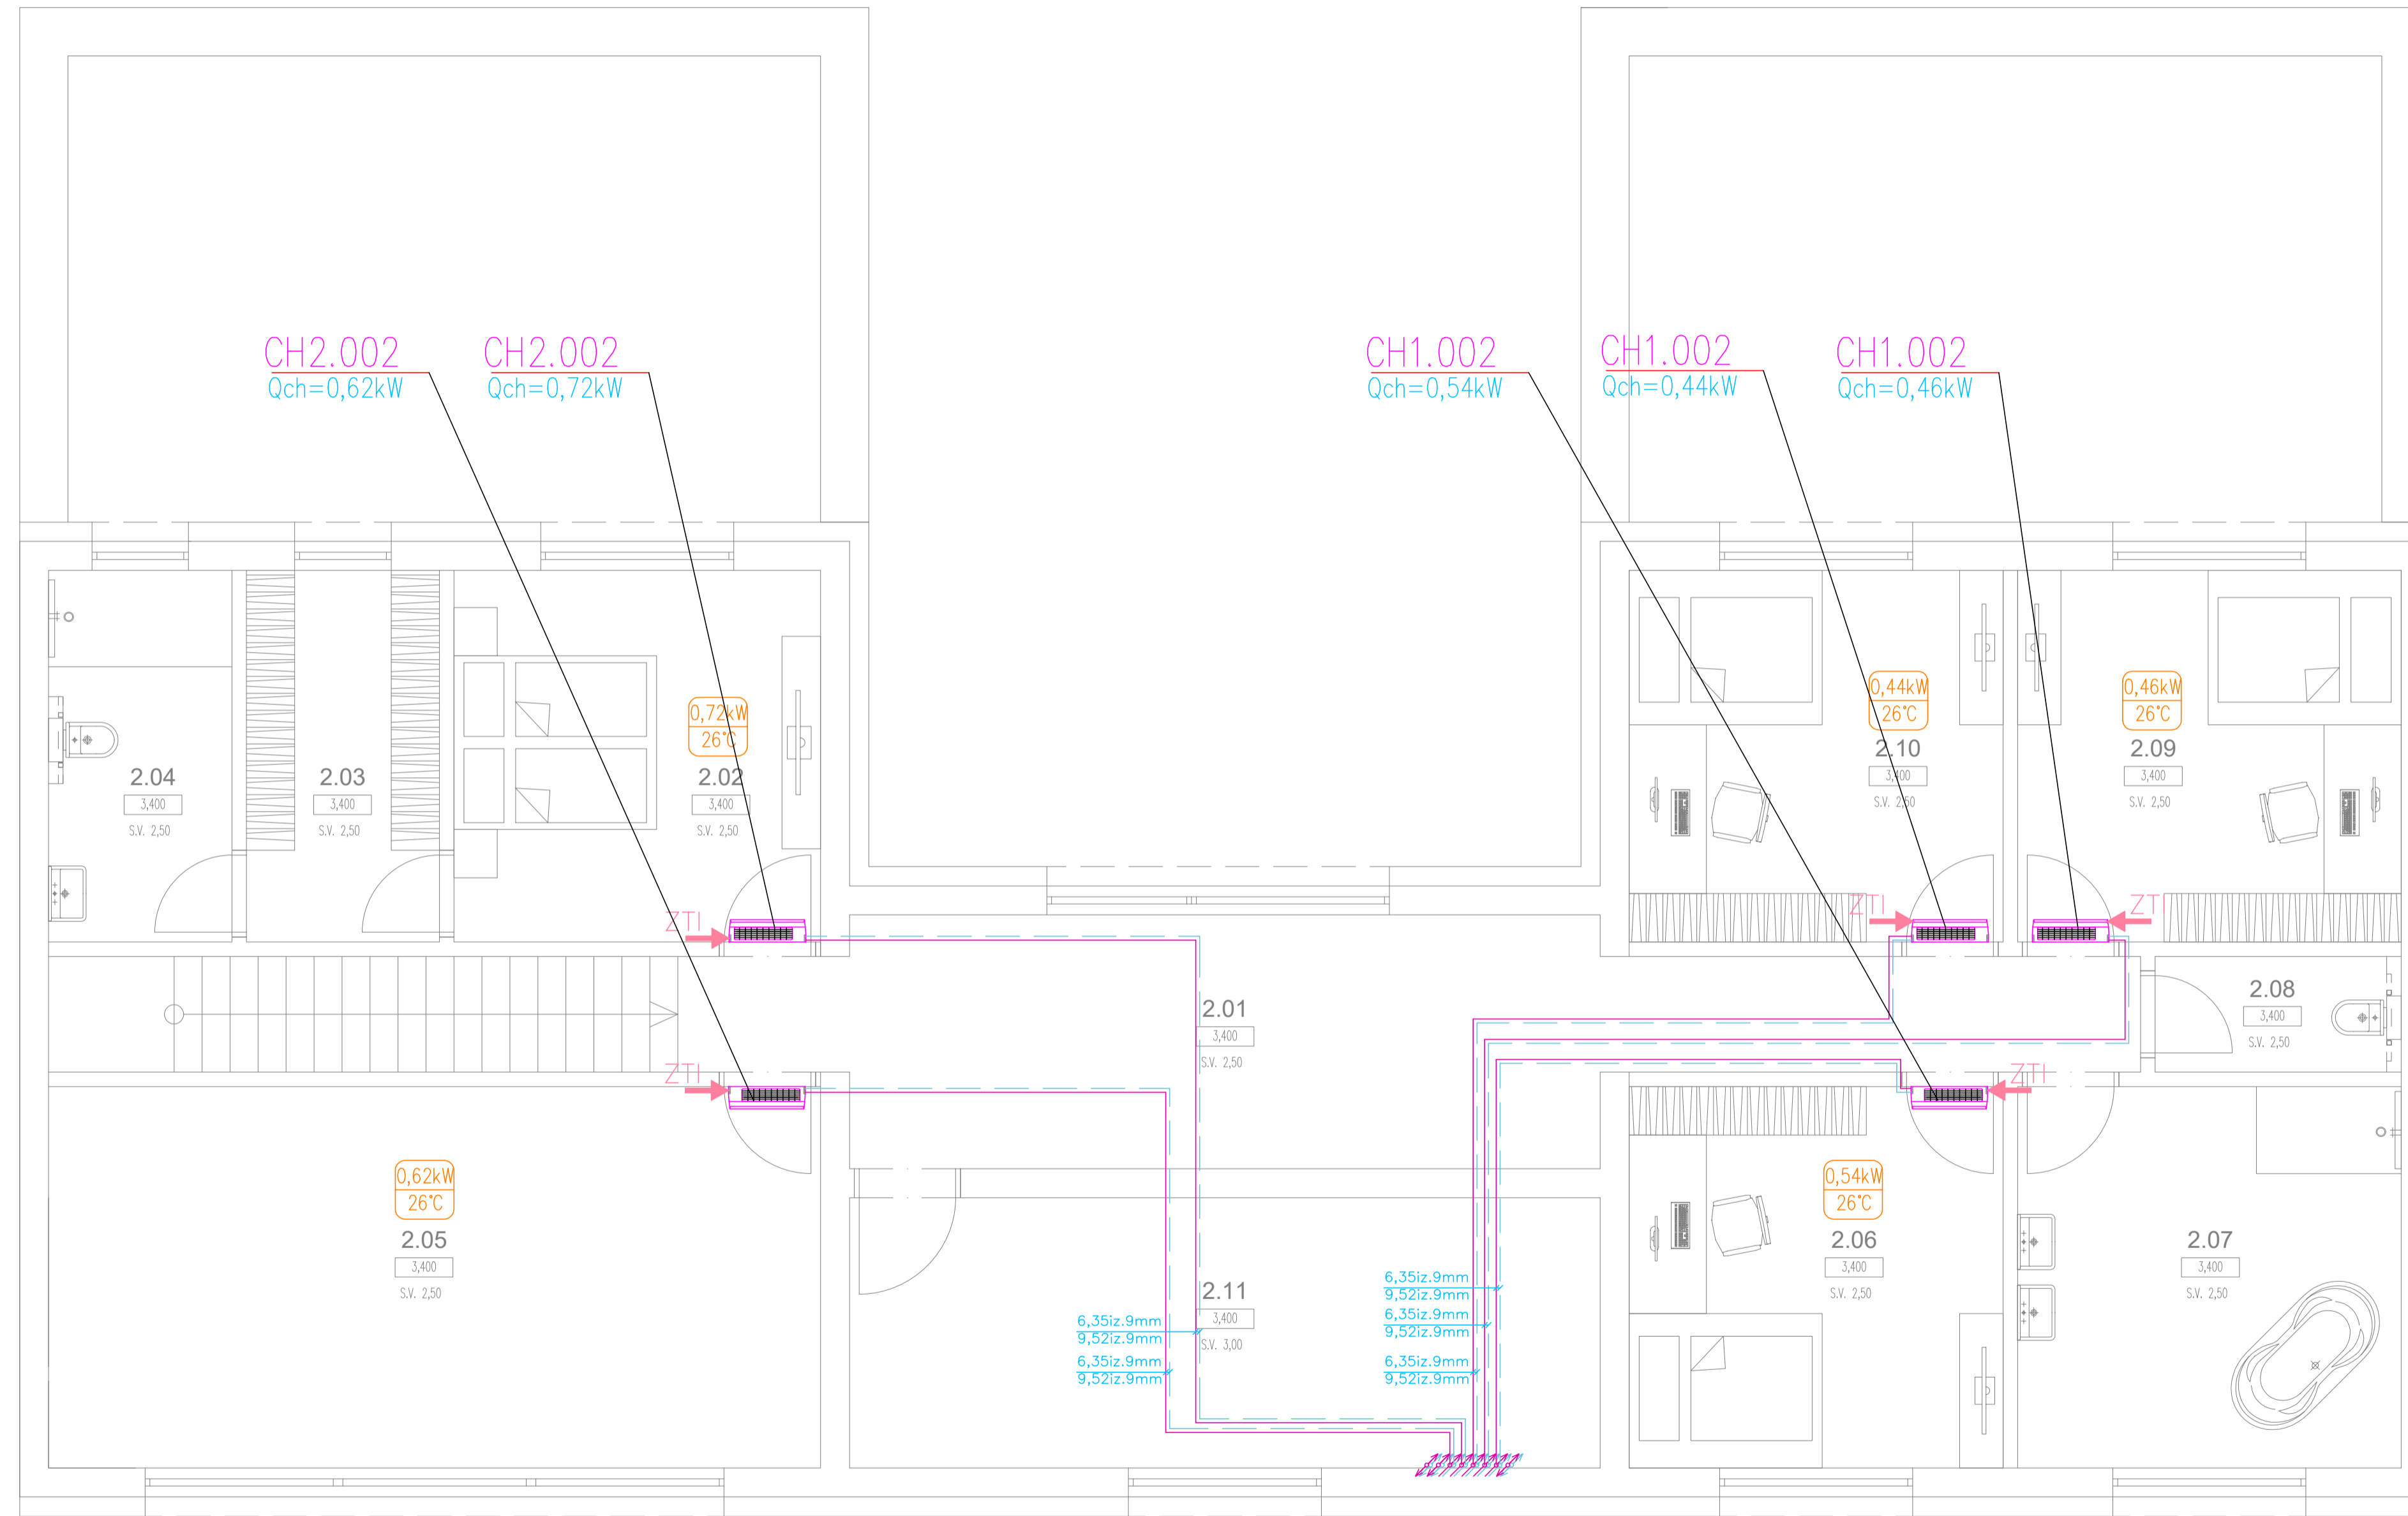 CH2.002
Qch=0,62kW
CH2.002
Qch=0,72kW
CH1.002
Qch=0,54kW
CH1.002
Qch=0,44kW
CH1.002
Qch=0,46kW
2.04
3,400
S.V. 2,50
2.03
3,400
S.V. 2,50
0,72kW
26°C
2.02
3,400
S.V. 2,50
0,44kW
26°C
2.10
3,400
S.V. 2,50
0,46kW
26°C
2.09
3,400
S.V. 2,50
ZTI
ZTI
ZTI
2.01
3,400
S.V. 2,50
2.08
3,400
S.V. 2,50
ZTI
ZTI
0,62kW
26°C
2.05
3,400
S.V. 2,50
0,54kW
26°C
2.06
3,400
S.V. 2,50
2.07
3,400
S.V. 2,50
2.11
3,400
S.V. 3,00
6,35iz.9mm
9,52iz.9mm
6,35iz.9mm
9,52iz.9mm
6,35iz.9mm
9,52iz.9mm
6,35iz.9mm
9,52iz.9mm
6,35iz.9mm
9,52iz.9mm